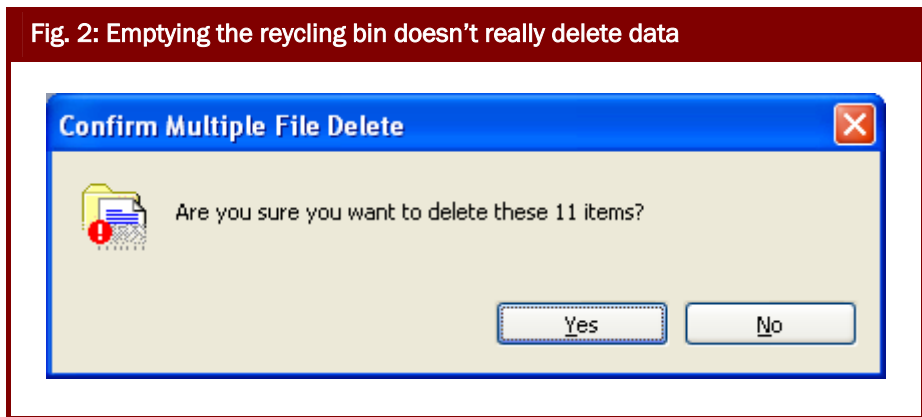 Fig. 2: Emptying the reycling bin doesn’t really delete data
Confirm Multiple File Delete
Are you sure you want to delete these 11 items?
Yes No